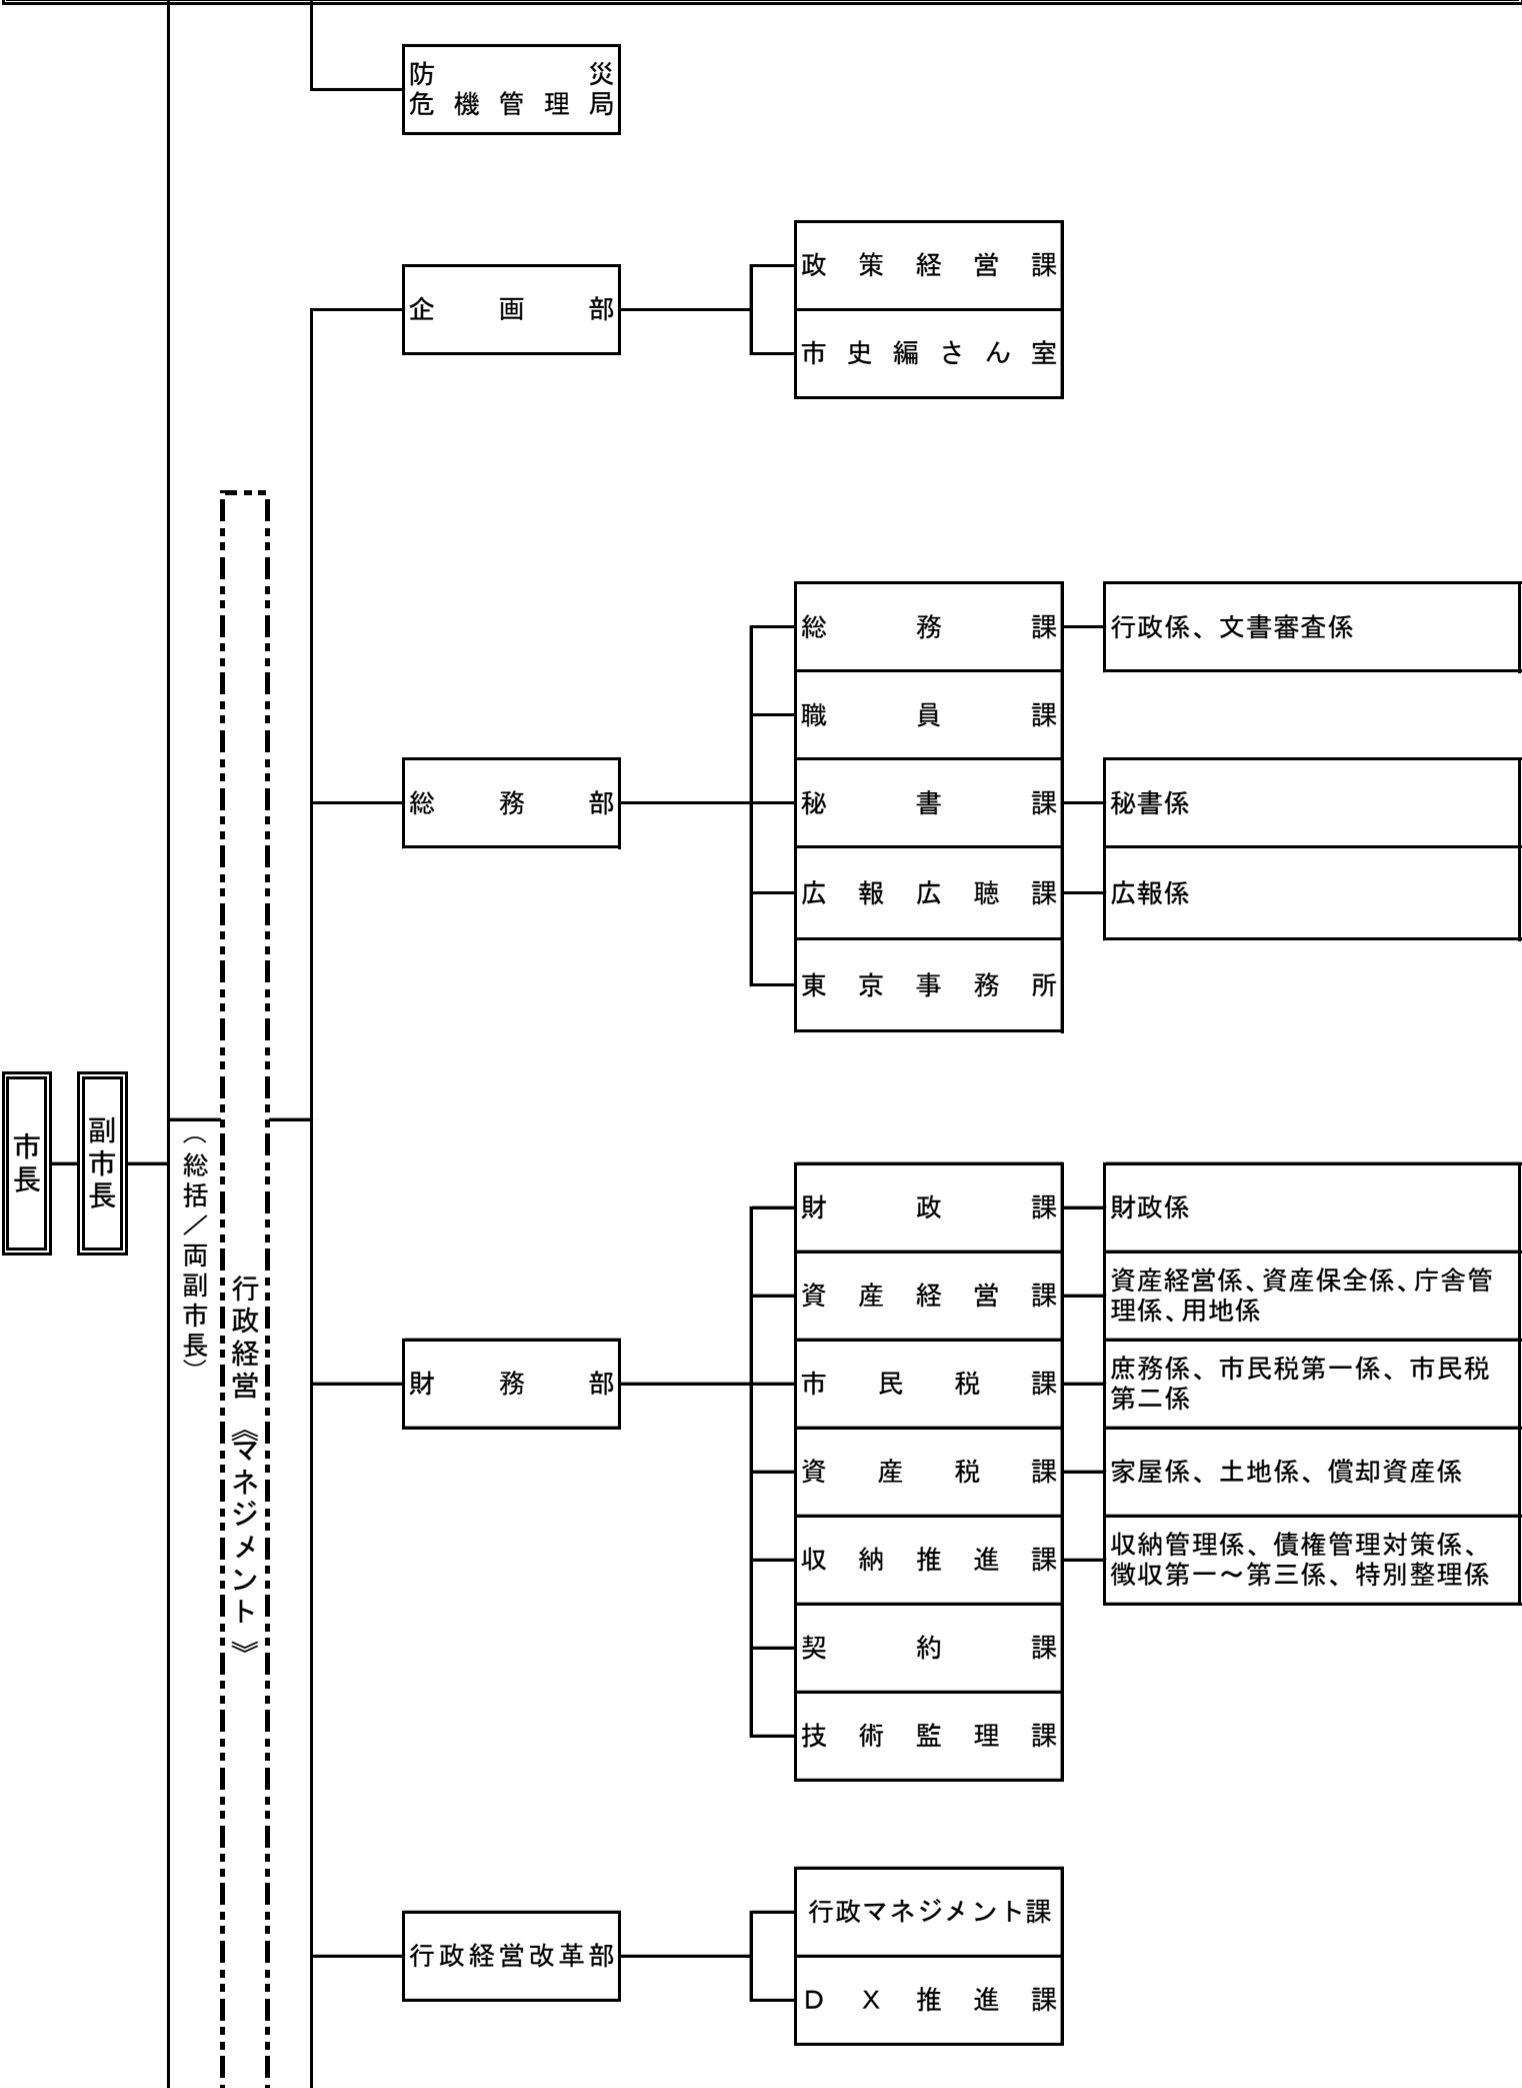 防災
危機管理局
企画部
政策経営課
市史編さん室
総務部
総務課
行政係、文書審査係
職員課
秘書課
秘書係
広報広聴課
広報係
東京事務所
市長
副市長
（総括／両副市長）
行政経営《マネジメント》
財務部
財政課
財政係
資産経営課
資産経営係、資産保全係、庁舎管
理係、用地係
市民税課
庶務係、市民税第一係、市民税
第二係
資産税課
家屋係、土地係、償却資産係
収納推進課
収納管理係、債権管理対策係、
徴収第一～第三係、特別整理係
契約課
技術監理課
行政経営改革部
行政マネジメント課
ＤＸ推進課